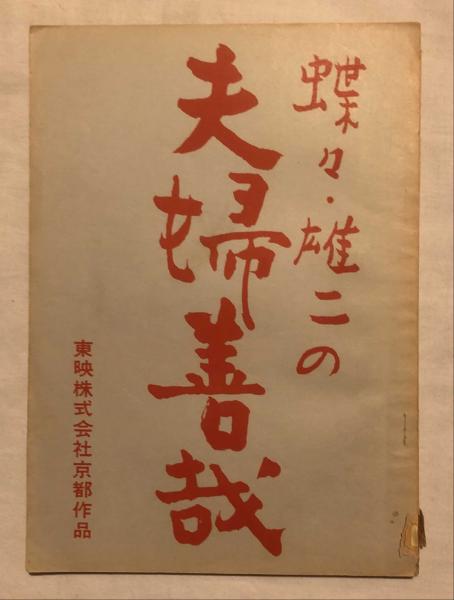 蝶々・雄二の
夫婦善哉
東映株式会社京都作品